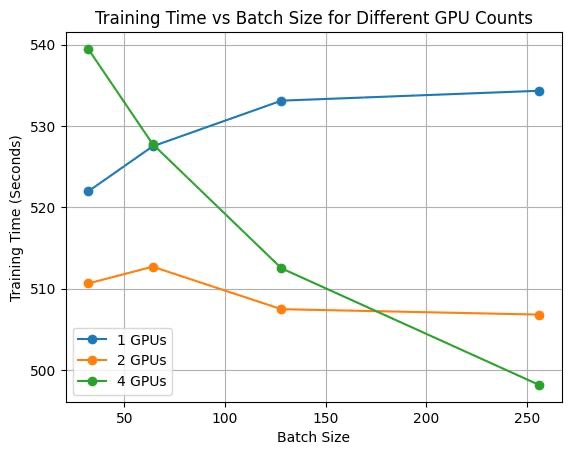 Training Time vs Batch Size for Different GPU Counts
540
530
520
510
500
Training Time (Seconds)
1 GPUs
2 GPUs
4 GPUs
50
100
150
200
250
Batch Size